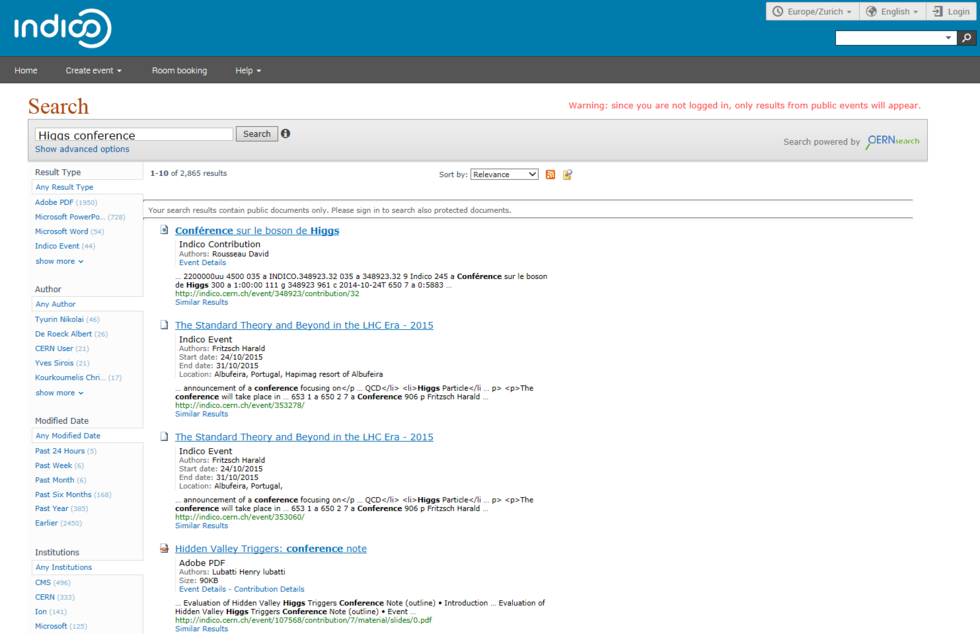 indico
Europe/Zurich English Login
Home Create event Room booking Help
Search
Warning: since you are not logged in, only results from public events will appear.
Higgs conference Search
Show advanced options
Search powered by CERNsearch
Result Type
Any Result Type
Adobe PDF (1950)
Microsoft PowerPo... (728)
Microsoft Word (54)
Indico Event (44)
show more
Author
Any Author
Tyurin Nikolai (46)
De Roeck Albert (26)
CERN User (21)
Yves Sirois (21)
Kourkoumelis Chri... (17)
show more
Modified Date
Any Modified Date
Past 24 Hours (5)
Past Week (6)
Past Month (6)
Past Six Months (168)
Past Year (385)
Earlier (2450)
Institutions
Any Institutions
CMS (496)
CERN (333)
Ion (141)
Microsoft (125)
1-10 of 2,865 results
Sort by: Relevance
Your search results contain public documents only. Please sign in to search also protected documents.
Conférence sur le boson de Higgs
Indico Contribution
Authors: Rousseau David
Event Details
... 2200000uu 4500 035 a INDICO.348923.32 035 a 348923.32 9 Indico 245 a Conférence sur le boson
de Higgs 300 a 1:00:00 111 g 348923 961 c 2014-10-24T 650 7 a 0:5883 ...
http://indico.cern.ch/event/348923/contribution/32
Similar Results
The Standard Theory and Beyond in the LHC Era - 2015
Indico Event
Authors: Fritzsch Harald
Start date: 24/10/2015
End date: 31/10/2015
Location: Albufeira, Portugal, Hapimag resort of Albufeira
... announcement of a conference focusing on</p ... QCD</li> <li>Higgs Particle</li ... p> <p>The
conference will take place in ... 653 1 a 650 2 7 a Conference 906 p Fritzsch Harald ...
http://indico.cern.ch/event/353278/
Similar Results
The Standard Theory and Beyond in the LHC Era - 2015
Indico Event
Authors: Fritzsch Harald
Start date: 24/10/2015
End date: 31/10/2015
Location: Albufeira, Portugal,
... announcement of a conference focusing on</p ... QCD</li> <li>Higgs Particle</li ... p> <p>The
conference will take place in ... 653 1 a 650 2 7 a Conference 906 p Fritzsch Harald ...
http://indico.cern.ch/event/353060/
Similar Results
Hidden Valley Triggers: conference note
Adobe PDF
Authors: Lubatti Henry lubatti
Size: 90KB
Event Details - Contribution Details
... Evaluation of Hidden Valley Higgs Triggers Conference Note (outline) • Introduction ... Evaluation of
Hidden Valley Higgs Triggers Conference Note (outline) • Event ...
http://indico.cern.ch/event/107568/contribution/7/material/slides/0.pdf
Similar Results